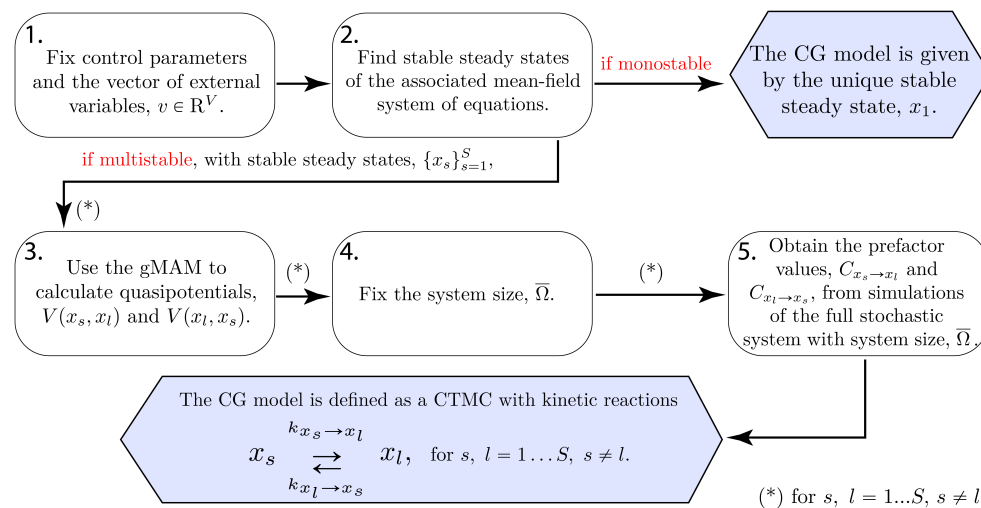 1.
Fix control parameters
and the vector of external
variables, v ∈ R^V.
2.
Find stable steady states
of the associated mean-field
system of equations.
if monostable
The CG model is given
by the unique stable
steady state, x_1.
if multistable, with stable steady states, {x_s}_{s=1}^S,
(*)
3.
Use the gMAM to
calculate quasipotentials,
V(x_s, x_l) and V(x_l, x_s).
(*)
4.
Fix the system size, Ω̅.
(*)
5.
Obtain the prefactor
values, C_{x_s→x_l} and
C_{x_l→x_s}, from simulations
of the full stochastic
system with system size, Ω̅.
The CG model is defined as a CTMC with kinetic reactions
k_{x_s→x_l}
x_s ⇄ x_l, for s, l = 1 . . . S, s ≠ l.
k_{x_l→x_s}
(*) for s, l = 1...S, s ≠ l